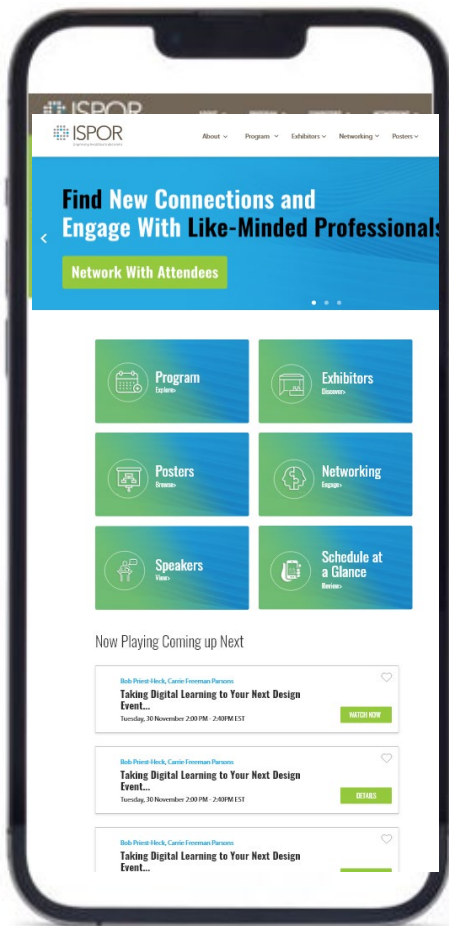 ISPOR
ISPOR
Improving healthcare decisions
About Program Exhibitors Networking Posters
Find New Connections and
Engage With Like-Minded Professionals
Network With Attendees
Program
Explore>
Exhibitors
Discover>
Posters
Browse>
Networking
Engage>
Speakers
View>
Schedule at
a Glance
Review>
Now Playing Coming up Next
Bob Priest-Heck, Carrie Freeman Parsons
Taking Digital Learning to Your Next Design
Event...
Tuesday, 30 November 2:00 PM - 2:40PM EST
WATCH NOW
Bob Priest-Heck, Carrie Freeman Parsons
Taking Digital Learning to Your Next Design
Event...
Tuesday, 30 November 2:00 PM - 2:40PM EST
DETAILS
Bob Priest-Heck, Carrie Freeman Parsons
Taking Digital Learning to Your Next Design
Event...